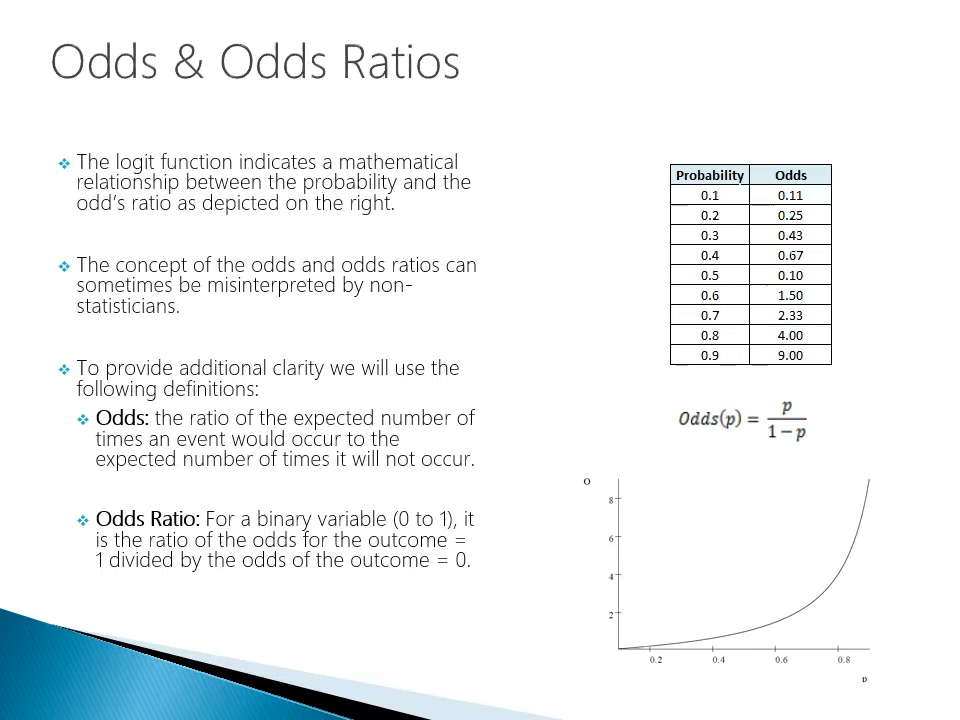 Odds & Odds Ratios
❖ The logit function indicates a mathematical
relationship between the probability and the
odd's ratio as depicted on the right.
❖ The concept of the odds and odds ratios can
sometimes be misinterpreted by non-
statisticians.
❖ To provide additional clarity we will use the
following definitions:
❖ Odds: the ratio of the expected number of
times an event would occur to the
expected number of times it will not occur.
❖ Odds Ratio: For a binary variable (0 to 1), it
is the ratio of the odds for the outcome =
1 divided by the odds of the outcome = 0.
Probability Odds
0.1 0.11
0.2 0.25
0.3 0.43
0.4 0.67
0.5 0.10
0.6 1.50
0.7 2.33
0.8 4.00
0.9 9.00
Odds(p) = p / 1 − p
O
8
6
4
2
0.2 0.4 0.6 0.8
p